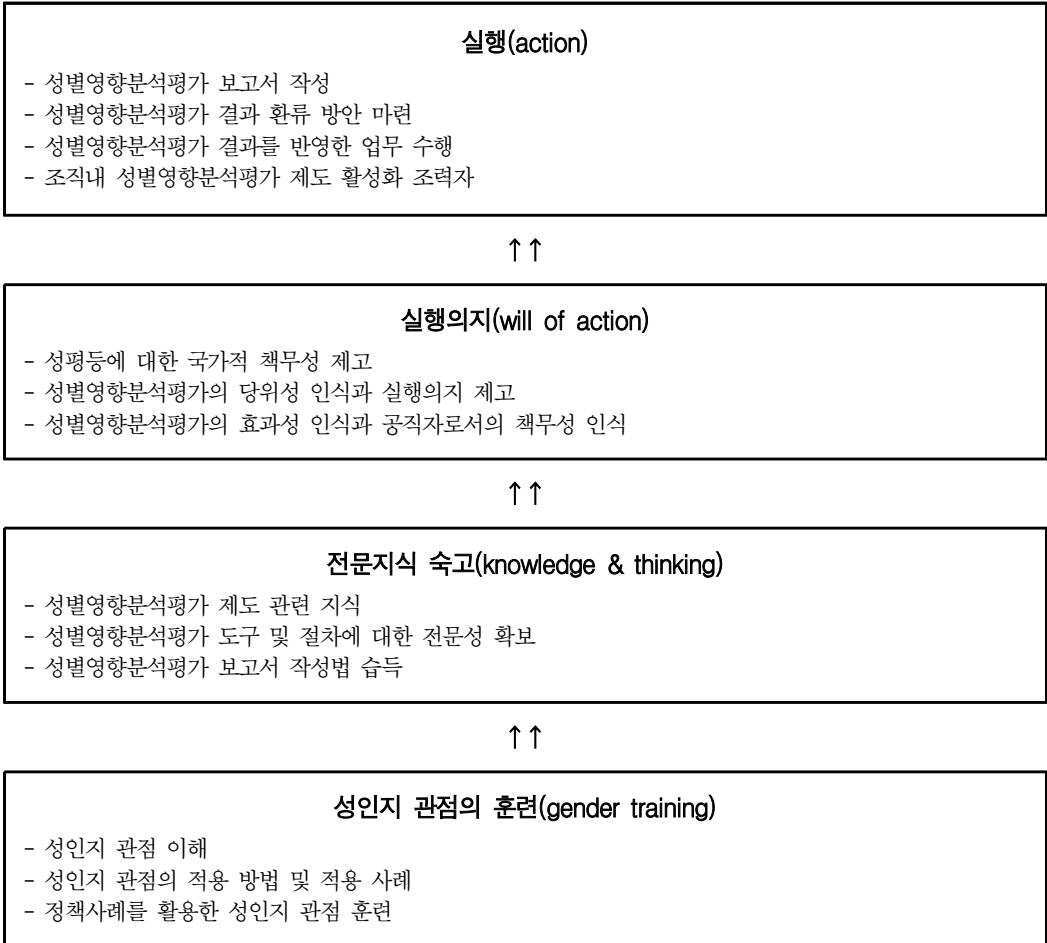 실행(action)
- 성별영향분석평가 보고서 작성
- 성별영향분석평가 결과 환류 방안 마련
- 성별영향분석평가 결과를 반영한 업무 수행
- 조직내 성별영향분석평가 제도 활성화 조력자
↑↑
실행의지(will of action)
- 성평등에 대한 국가적 책무성 제고
- 성별영향분석평가의 당위성 인식과 실행의지 제고
- 성별영향분석평가의 효과성 인식과 공직자로서의 책무성 인식
↑↑
전문지식 숙고(knowledge & thinking)
- 성별영향분석평가 제도 관련 지식
- 성별영향분석평가 도구 및 절차에 대한 전문성 확보
- 성별영향분석평가 보고서 작성법 습득
↑↑
성인지 관점의 훈련(gender training)
- 성인지 관점 이해
- 성인지 관점의 적용 방법 및 적용 사례
- 정책사례를 활용한 성인지 관점 훈련